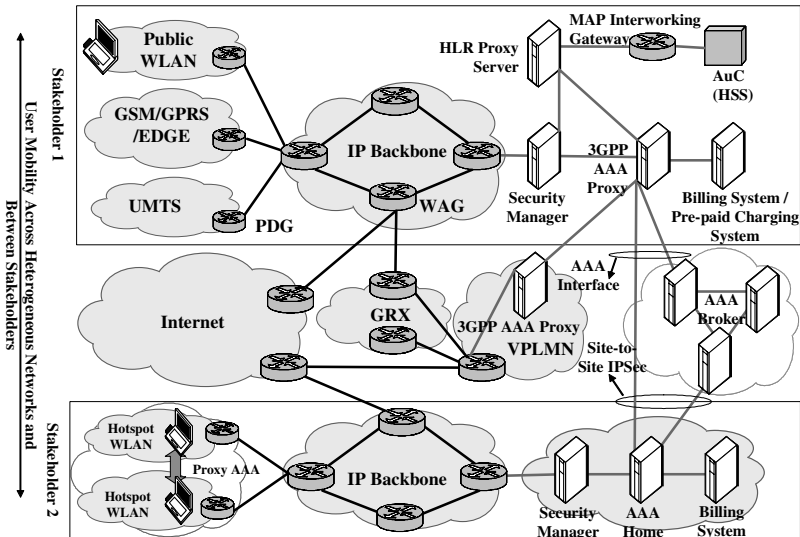 User Mobility Across Heterogeneous Networks and
Between Stakeholders
Stakeholder 1
Public
WLAN
GSM/GPRS
/EDGE
UMTS
PDG
IP Backbone
WAG
HLR Proxy
Server
MAP Interworking
Gateway
AuC
(HSS)
Security
Manager
3GPP
AAA
Proxy
Billing System /
Pre-paid Charging
System
Internet
GRX
3GPP AAA Proxy
VPLMN
AAA
Interface
AAA
Broker
Site-to-
Site IPSec
Stakeholder 2
Hotspot
WLAN
Proxy AAA
Hotspot
WLAN
IP Backbone
Security
Manager
AAA
Home
Billing
System